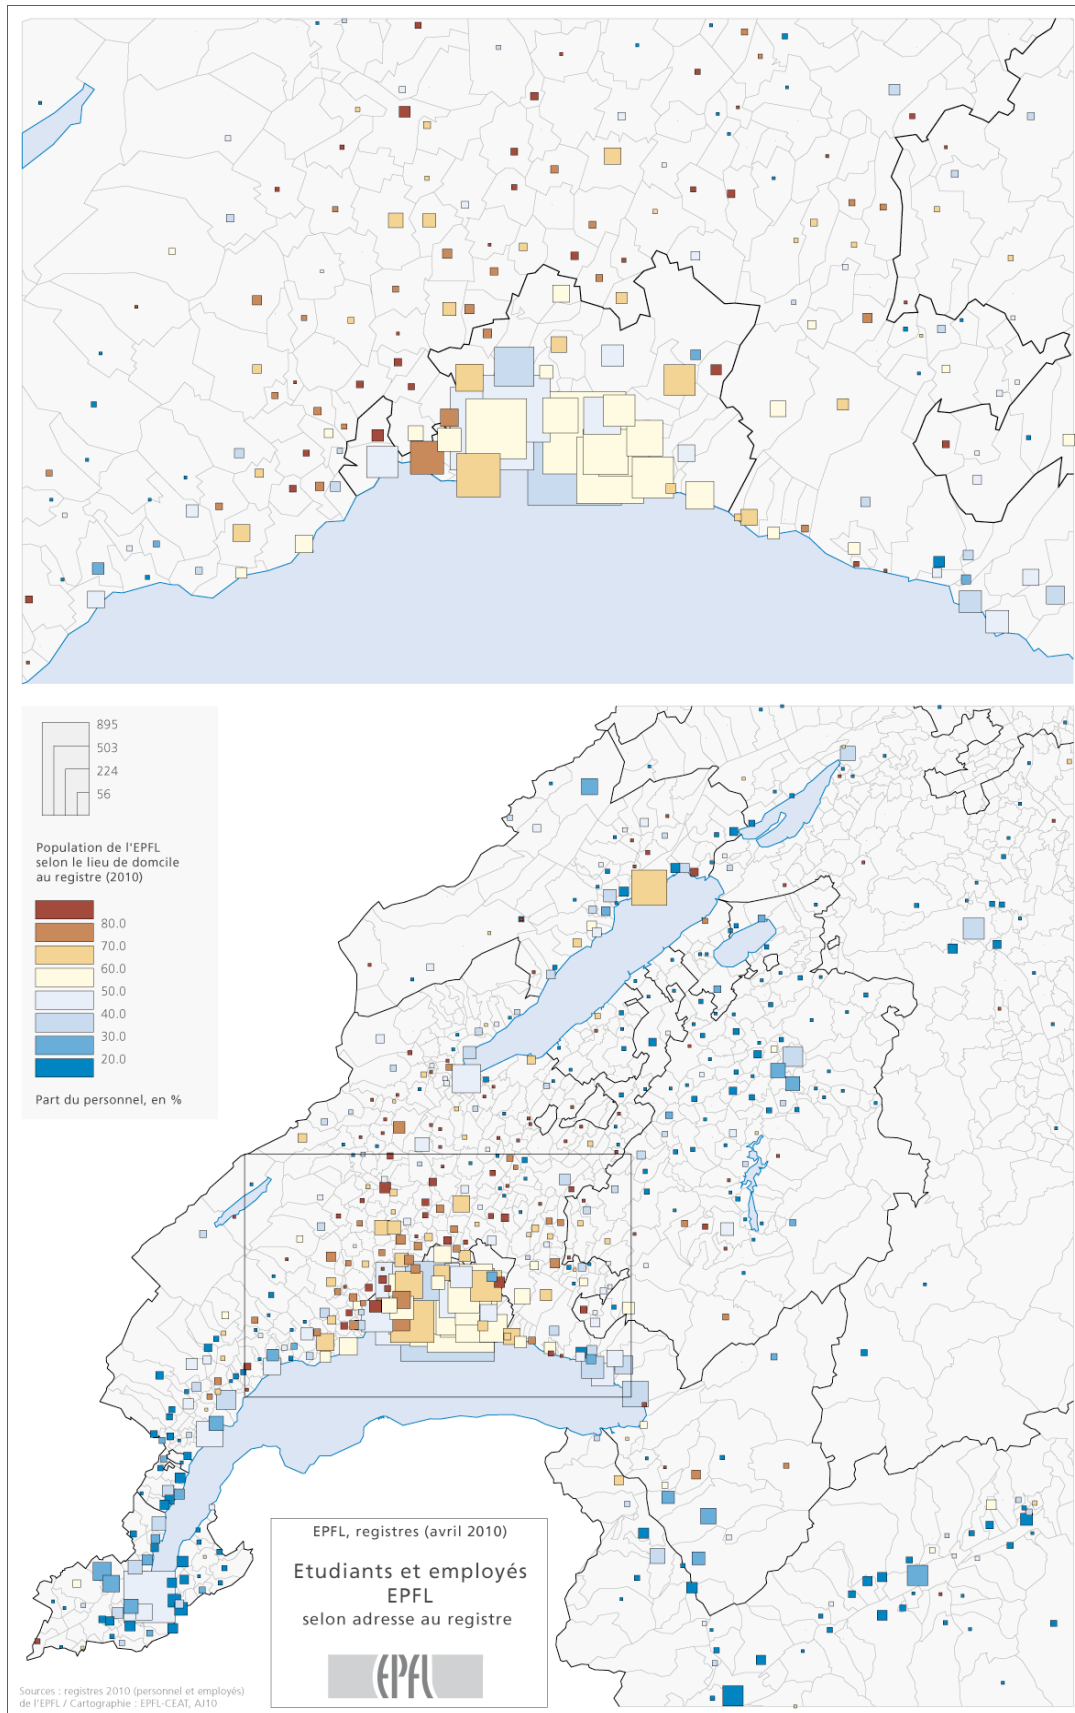 895
503
224
56
Population de l'EPFL
selon le lieu de domcile
au registre (2010)
80.0
70.0
60.0
50.0
40.0
30.0
20.0
Part du personnel, en %
EPFL, registres (avril 2010)
Etudiants et employés
EPFL
selon adresse au registre
EPFL
Sources : registres 2010 (personnel et employés)
de l'EPFL / Cartographie : EPFL-CEAT, AJ10